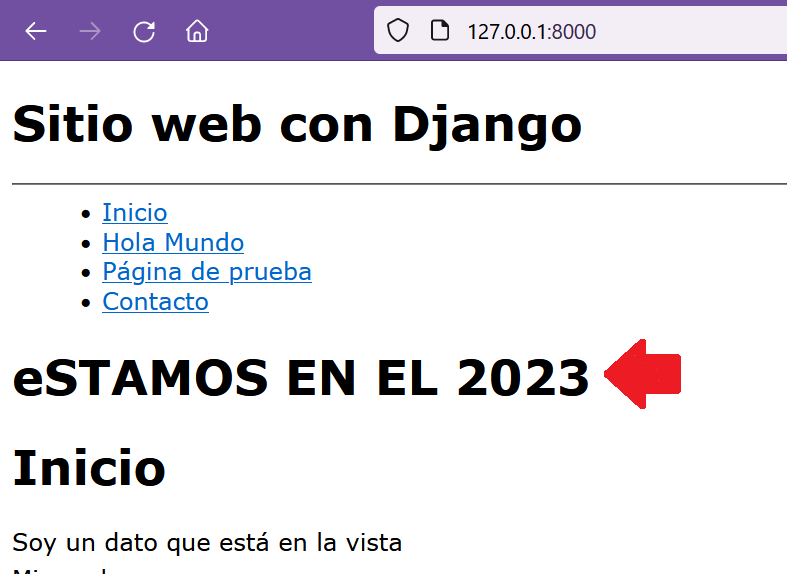 127.0.0.1:8000
Sitio web con Django
Inicio
Hola Mundo
Página de prueba
Contacto
eSTAMOS EN EL 2023
Inicio
Soy un dato que está en la vista